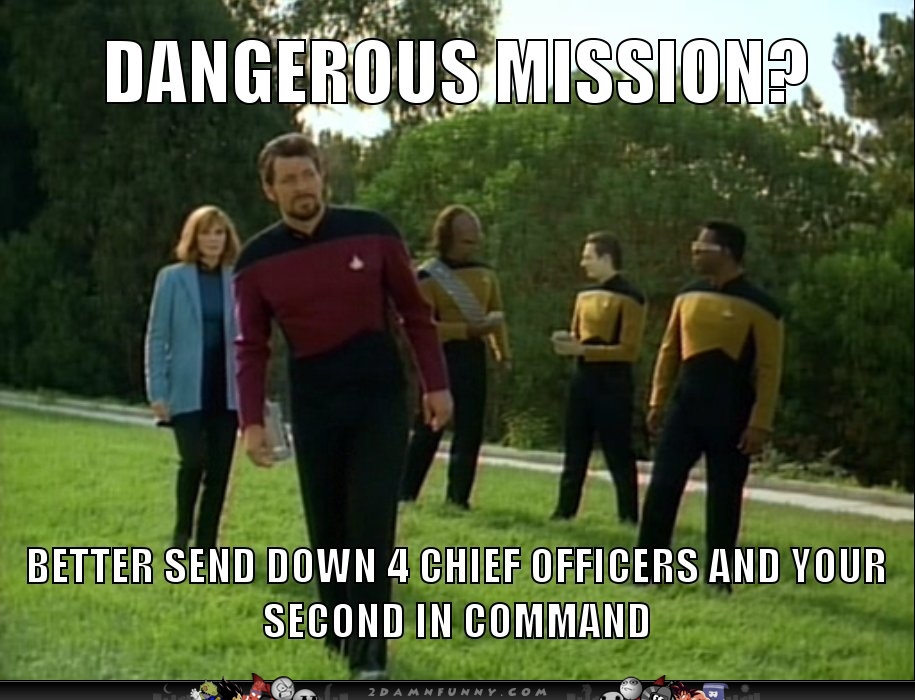 DANGEROUS MISSION?
BETTER SEND DOWN 4 CHIEF OFFICERS AND YOUR
SECOND IN COMMAND
2DAMNFUNNY.COM